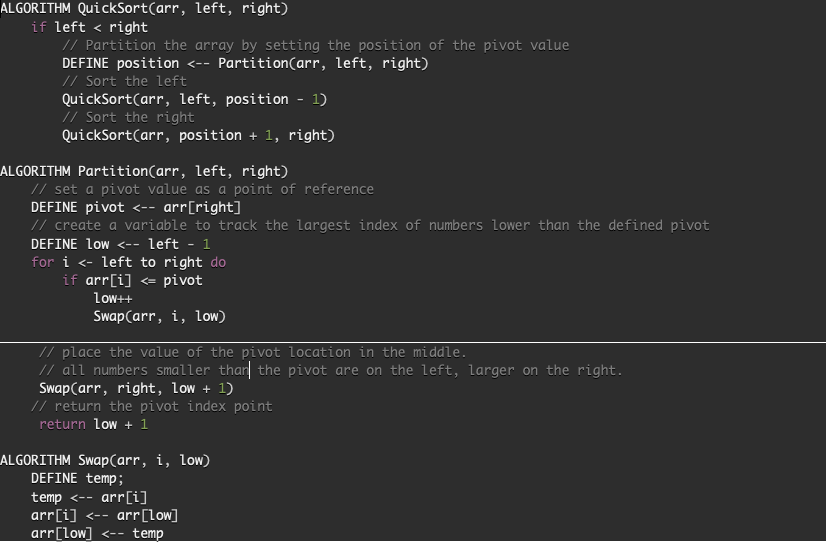 ALGORITHM QuickSort(arr, left, right)
    if left < right
        // Partition the array by setting the position of the pivot value
        DEFINE position <-- Partition(arr, left, right)
        // Sort the left
        QuickSort(arr, left, position - 1)
        // Sort the right
        QuickSort(arr, position + 1, right)

ALGORITHM Partition(arr, left, right)
    // set a pivot value as a point of reference
    DEFINE pivot <-- arr[right]
    // create a variable to track the largest index of numbers lower than the defined pivot
    DEFINE low <-- left - 1
    for i <- left to right do
        if arr[i] <= pivot
            low++
            Swap(arr, i, low)

     // place the value of the pivot location in the middle.
     // all numbers smaller than the pivot are on the left, larger on the right.
     Swap(arr, right, low + 1)
    // return the pivot index point
     return low + 1

ALGORITHM Swap(arr, i, low)
    DEFINE temp;
    temp <-- arr[i]
    arr[i] <-- arr[low]
    arr[low] <-- temp